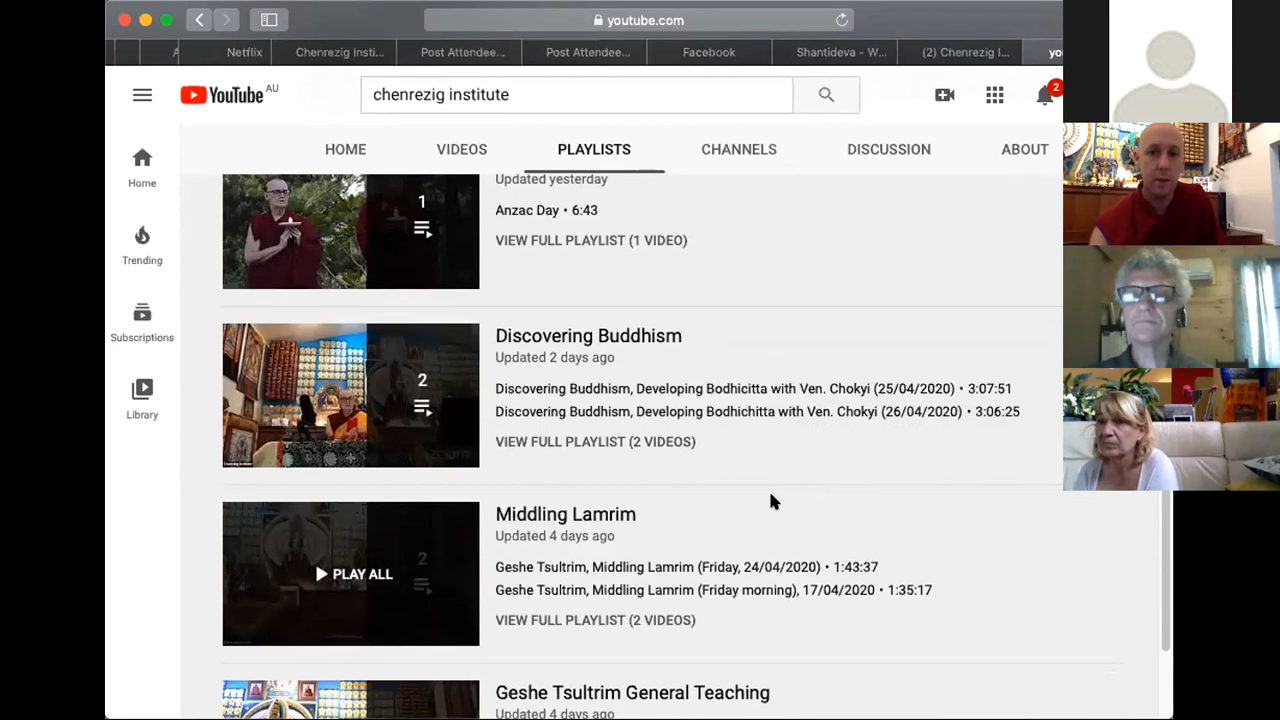 youtube.com
A
Netflix
Chenrezig Insti...
Post Attendee...
Post Attendee...
Facebook
Shantideva - W...
(2) Chenrezig I...
yo
YouTube AU
chenrezig institute
2
HOME
VIDEOS
PLAYLISTS
CHANNELS
DISCUSSION
ABOUT
Home
Trending
Subscriptions
Library
Updated yesterday
1
Anzac Day • 6:43
VIEW FULL PLAYLIST (1 VIDEO)
Discovering Buddhism
Updated 2 days ago
2
Discovering Buddhism, Developing Bodhicitta with Ven. Chokyi (25/04/2020) • 3:07:51
Discovering Buddhism, Developing Bodhichitta with Ven. Chokyi (26/04/2020) • 3:06:25
VIEW FULL PLAYLIST (2 VIDEOS)
Middling Lamrim
Updated 4 days ago
2
PLAY ALL
Geshe Tsultrim, Middling Lamrim (Friday, 24/04/2020) • 1:43:37
Geshe Tsultrim, Middling Lamrim (Friday morning), 17/04/2020 • 1:35:17
VIEW FULL PLAYLIST (2 VIDEOS)
Geshe Tsultrim General Teaching
Updated 4 days ago